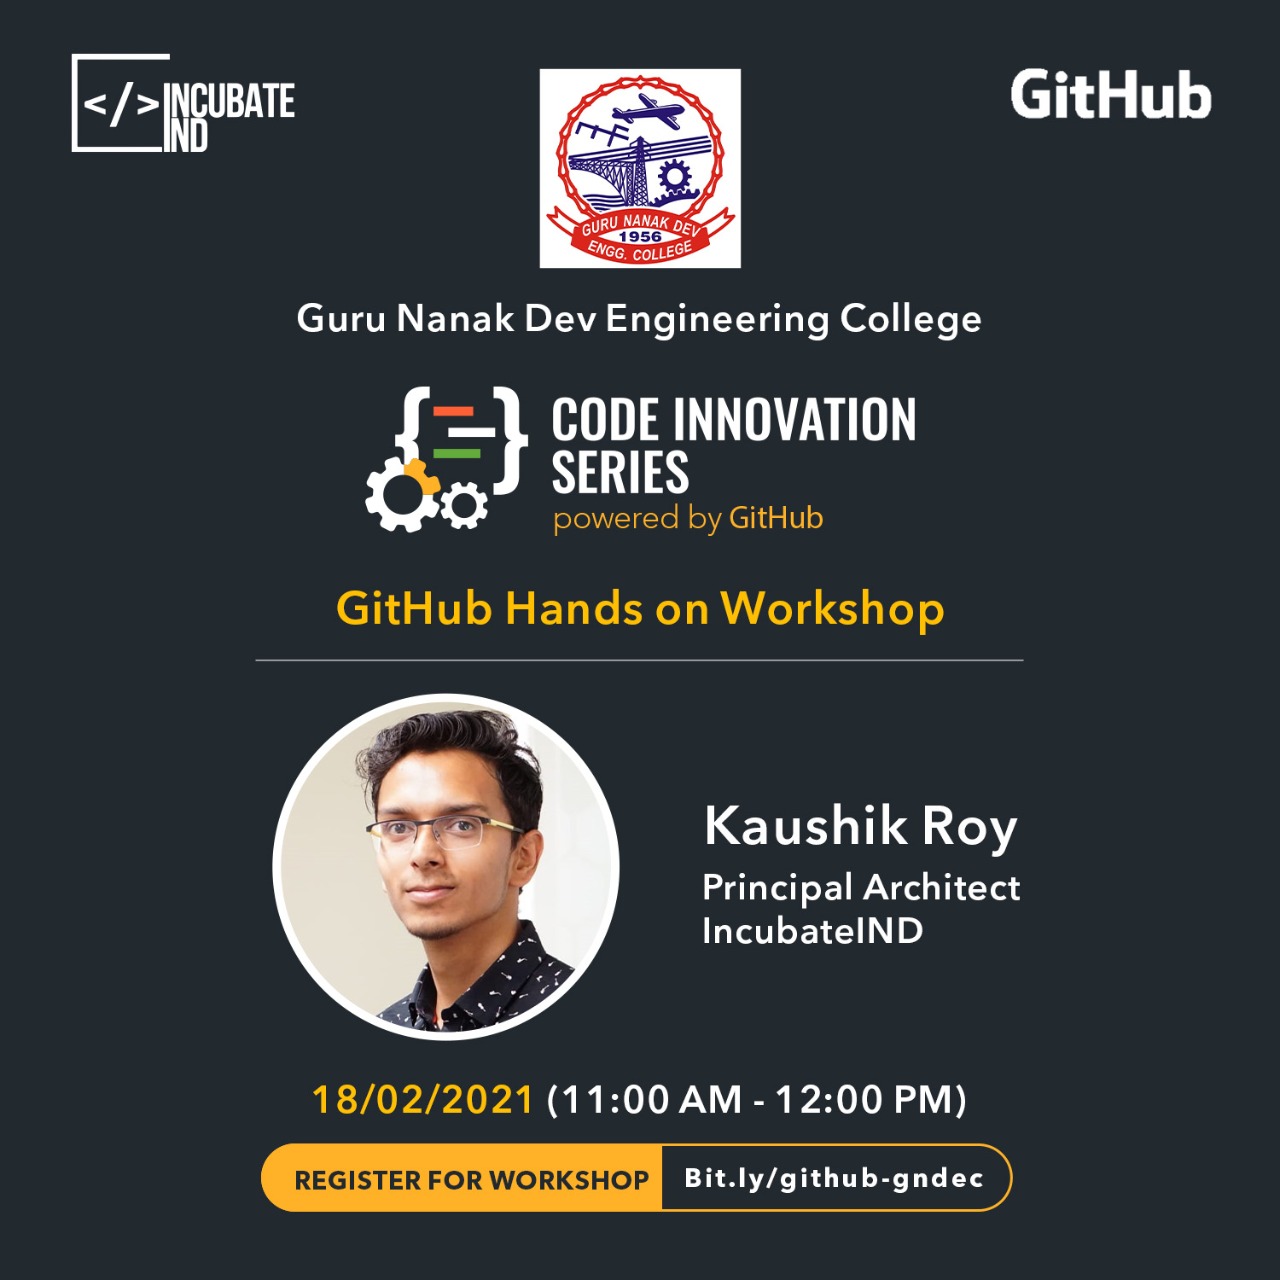 </> INCUBATE
IND
GitHub
GURU NANAK DEV
1956
ENGG. COLLEGE
Guru Nanak Dev Engineering College
CODE INNOVATION
SERIES
powered by GitHub
GitHub Hands on Workshop
Kaushik Roy
Principal Architect
IncubateIND
18/02/2021 (11:00 AM - 12:00 PM)
REGISTER FOR WORKSHOP Bit.ly/github-gndec